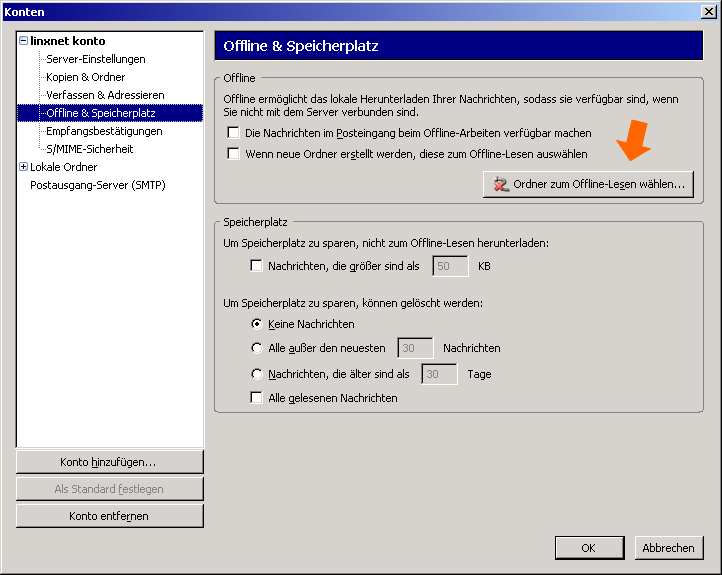 Konten
linxnet konto
Server-Einstellungen
Kopien & Ordner
Verfassen & Adressieren
Offline & Speicherplatz
Empfangsbestätigungen
S/MIME-Sicherheit
Lokale Ordner
Postausgang-Server (SMTP)
Konto hinzufügen...
Als Standard festlegen
Konto entfernen
Offline & Speicherplatz
Offline
Offline ermöglicht das lokale Herunterladen Ihrer Nachrichten, sodass sie verfügbar sind, wenn
Sie nicht mit dem Server verbunden sind.
Die Nachrichten im Posteingang beim Offline-Arbeiten verfügbar machen
Wenn neue Ordner erstellt werden, diese zum Offline-Lesen auswählen
Ordner zum Offline-Lesen wählen...
Speicherplatz
Um Speicherplatz zu sparen, nicht zum Offline-Lesen herunterladen:
Nachrichten, die größer sind als 50 KB
Um Speicherplatz zu sparen, können gelöscht werden:
Keine Nachrichten
Alle außer den neuesten 30 Nachrichten
Nachrichten, die älter sind als 30 Tage
Alle gelesenen Nachrichten
OK
Abbrechen